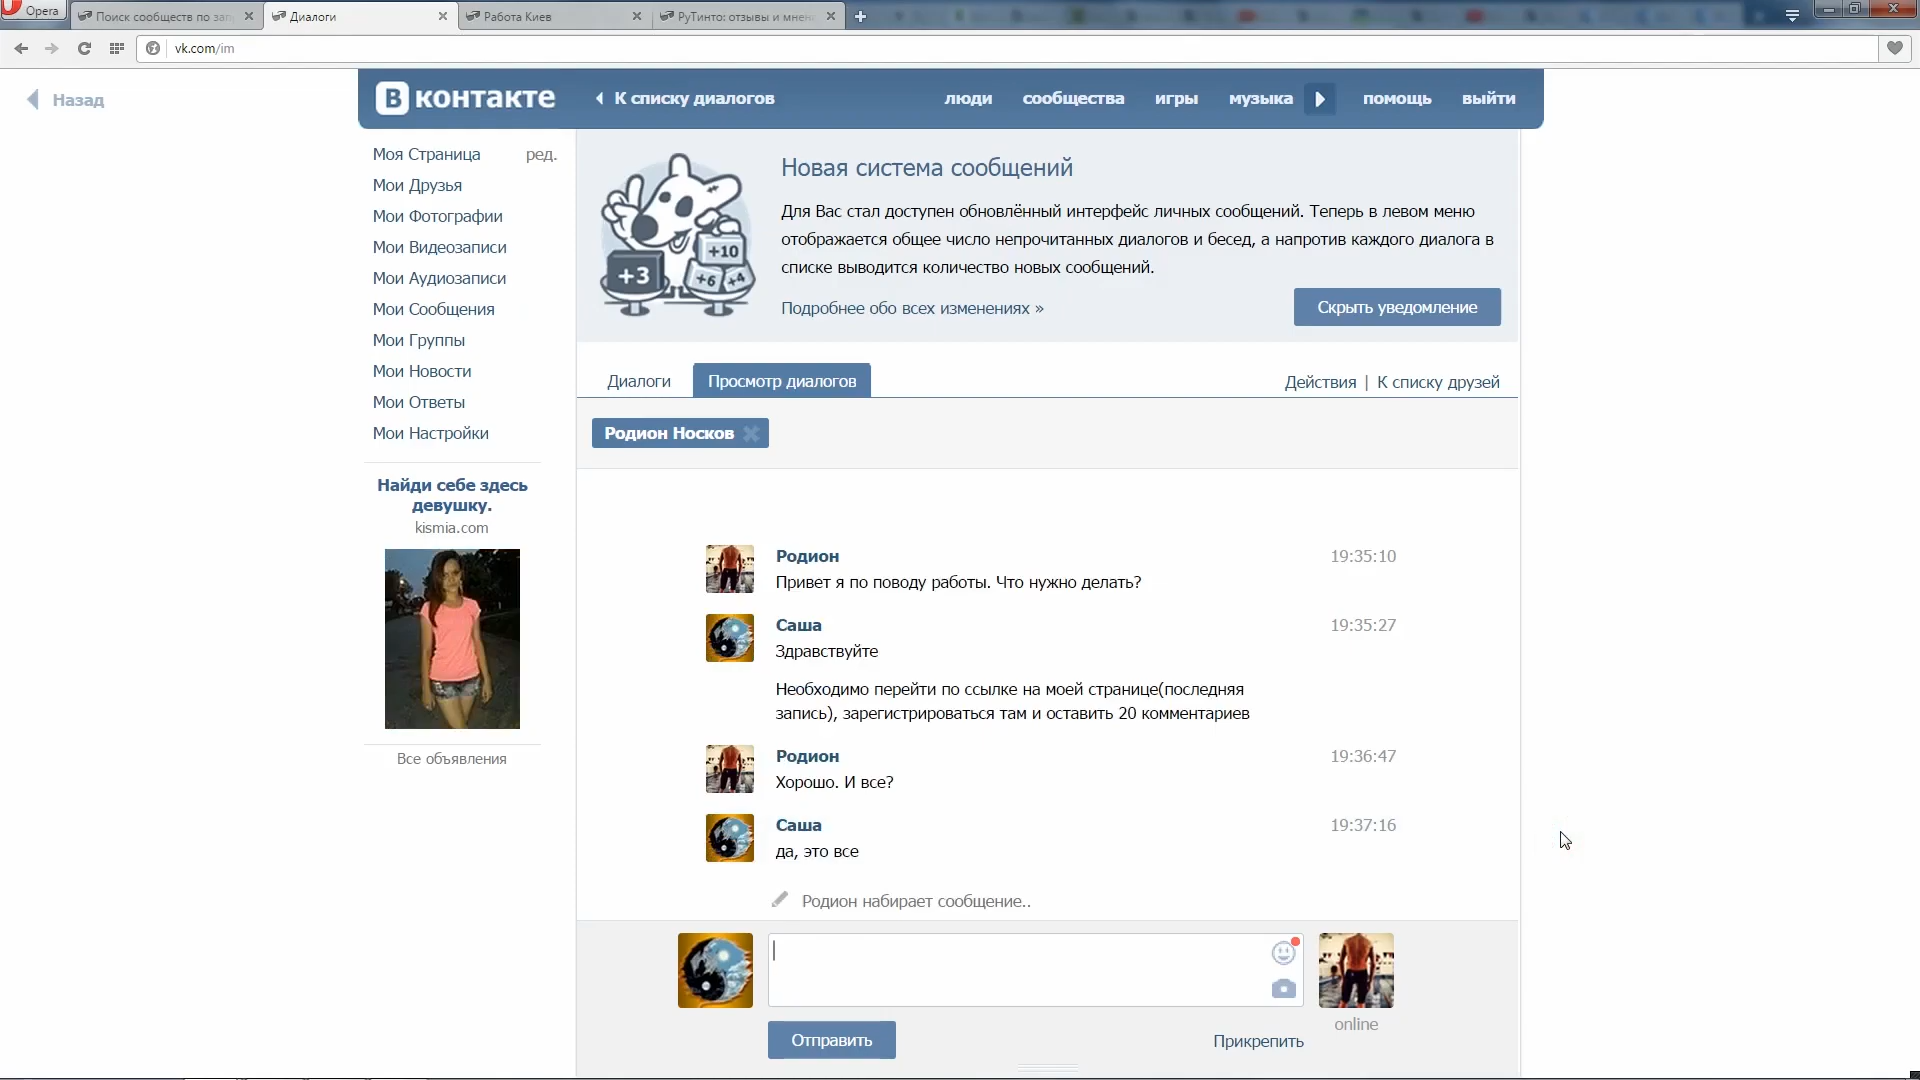 Opera
Поиск сообществ по зап
Диалоги
Работа Киев
РуТинто: отзывы и мнен
vk.com/im
Назад
В контакте
К списку диалогов
люди
сообщества
игры
музыка
помощь
выйти
Моя Страница
ред.
Мои Друзья
Мои Фотографии
Мои Видеозаписи
Мои Аудиозаписи
Мои Сообщения
Мои Группы
Мои Новости
Мои Ответы
Мои Настройки
Найди себе здесь
девушку.
kismia.com
Все объявления
+3
+10
+6
+4
Новая система сообщений
Для Вас стал доступен обновлённый интерфейс личных сообщений. Теперь в левом меню
отображается общее число непрочитанных диалогов и бесед, а напротив каждого диалога в
списке выводится количество новых сообщений.
Подробнее обо всех изменениях »
Скрыть уведомление
Диалоги
Просмотр диалогов
Действия | К списку друзей
Родион Носков
Родион
19:35:10
Привет я по поводу работы. Что нужно делать?
Саша
19:35:27
Здравствуйте
Необходимо перейти по ссылке на моей странице(последняя
запись), зарегистрироваться там и оставить 20 комментариев
Родион
19:36:47
Хорошо. И все?
Саша
19:37:16
да, это все
Родион набирает сообщение..
online
Отправить
Прикрепить